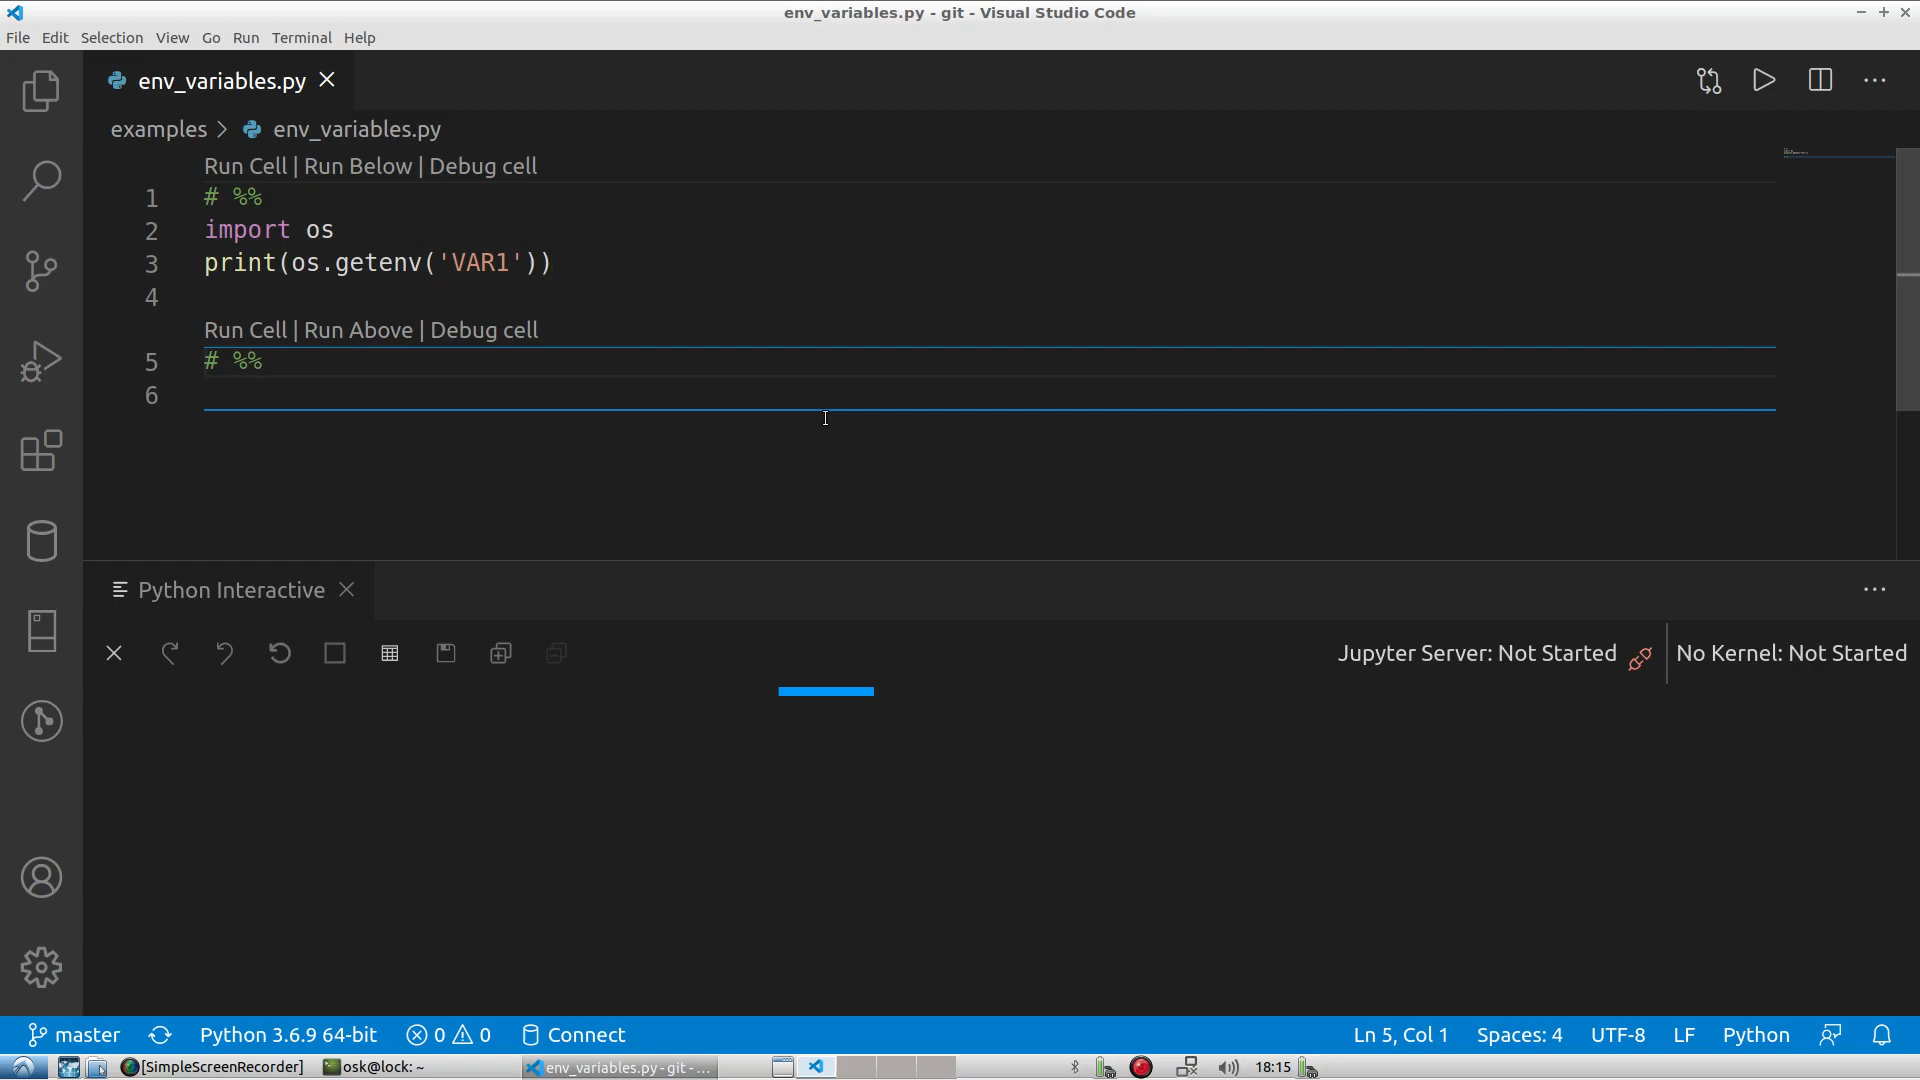 env_variables.py - git - Visual Studio Code
File Edit Selection View Go Run Terminal Help
env_variables.py
examples > env_variables.py
Run Cell | Run Below | Debug cell
1 # %%
2 import os
3 print(os.getenv('VAR1'))
4
Run Cell | Run Above | Debug cell
5 # %%
6
Python Interactive
Jupyter Server: Not Started No Kernel: Not Started
master Python 3.6.9 64-bit 0 0 Connect Ln 5, Col 1 Spaces: 4 UTF-8 LF Python
[SimpleScreenRecorder] osk@lock: ~ env_variables.py - git - ... 18:15